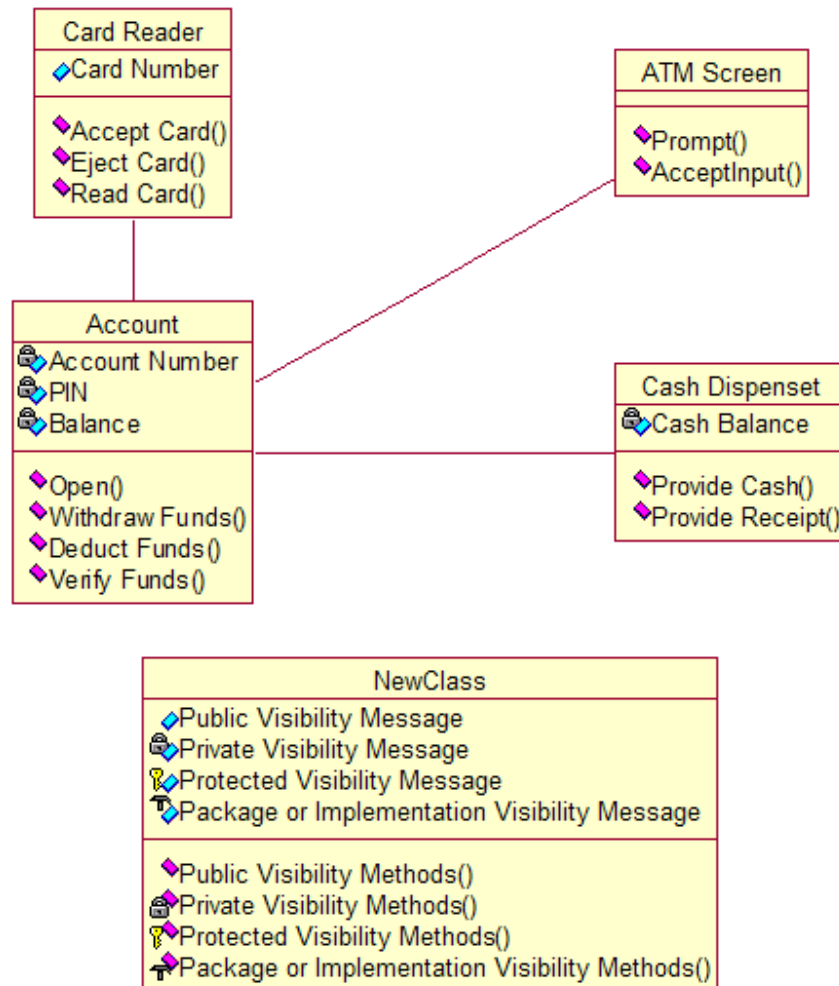 Card Reader
Card Number
Accept Card()
Eject Card()
Read Card()
ATM Screen
Prompt()
AcceptInput()
Account
Account Number
PIN
Balance
Open()
Withdraw Funds()
Deduct Funds()
Verify Funds()
Cash Dispenset
Cash Balance
Provide Cash()
Provide Receipt()
NewClass
Public Visibility Message
Private Visibility Message
Protected Visibility Message
Package or Implementation Visibility Message
Public Visibility Methods()
Private Visibility Methods()
Protected Visibility Methods()
Package or Implementation Visibility Methods()